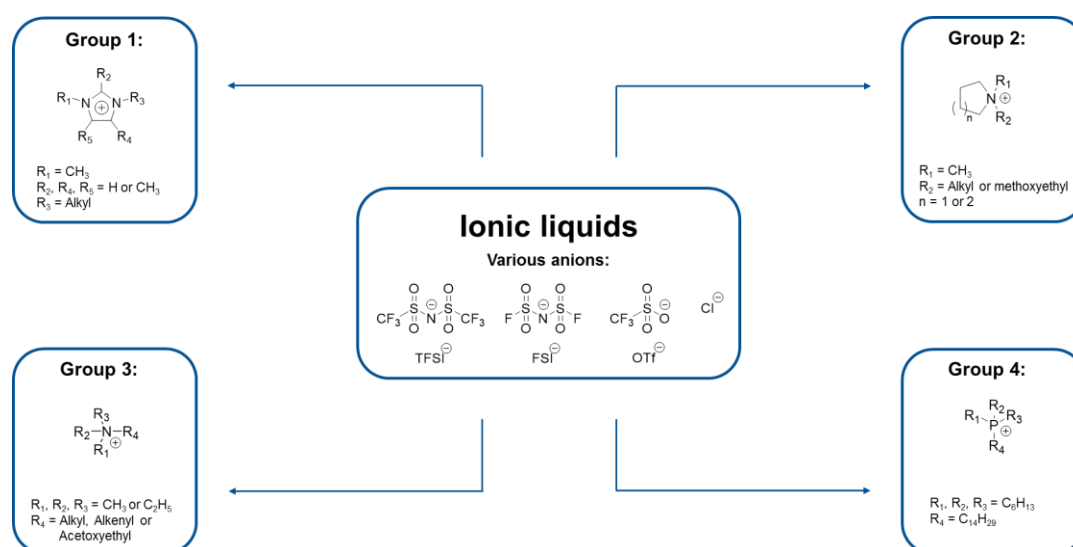 Group 1:
R₂
R₁ N N R₃
⊕
R₅ R₄
R₁ = CH₃
R₂, R₄, R₅ = H or CH₃
R₃ = Alkyl
Group 2:
R₁
N ⊕
( ) n R₂
R₁ = CH₃
R₂ = Alkyl or methoxyethyl
n = 1 or 2
Ionic liquids
Various anions:
O O O O O
S ⊖ S S ⊖ S S ⊖ Cl⊖
CF₃ N CF₃ F N F CF₃ O
O O O O O
TFSI⊖ FSI⊖ OTf⊖
Group 3:
R₃
R₂ N R₄
R₁ ⊕
R₁, R₂, R₃ = CH₃ or C₂H₅
R₄ = Alkyl, Alkenyl or
Acetoxyethyl
Group 4:
R₂
R₁ P R₃
⊕
R₄
R₁, R₂, R₃ = C₆H₁₃
R₄ = C₁₄H₂₉